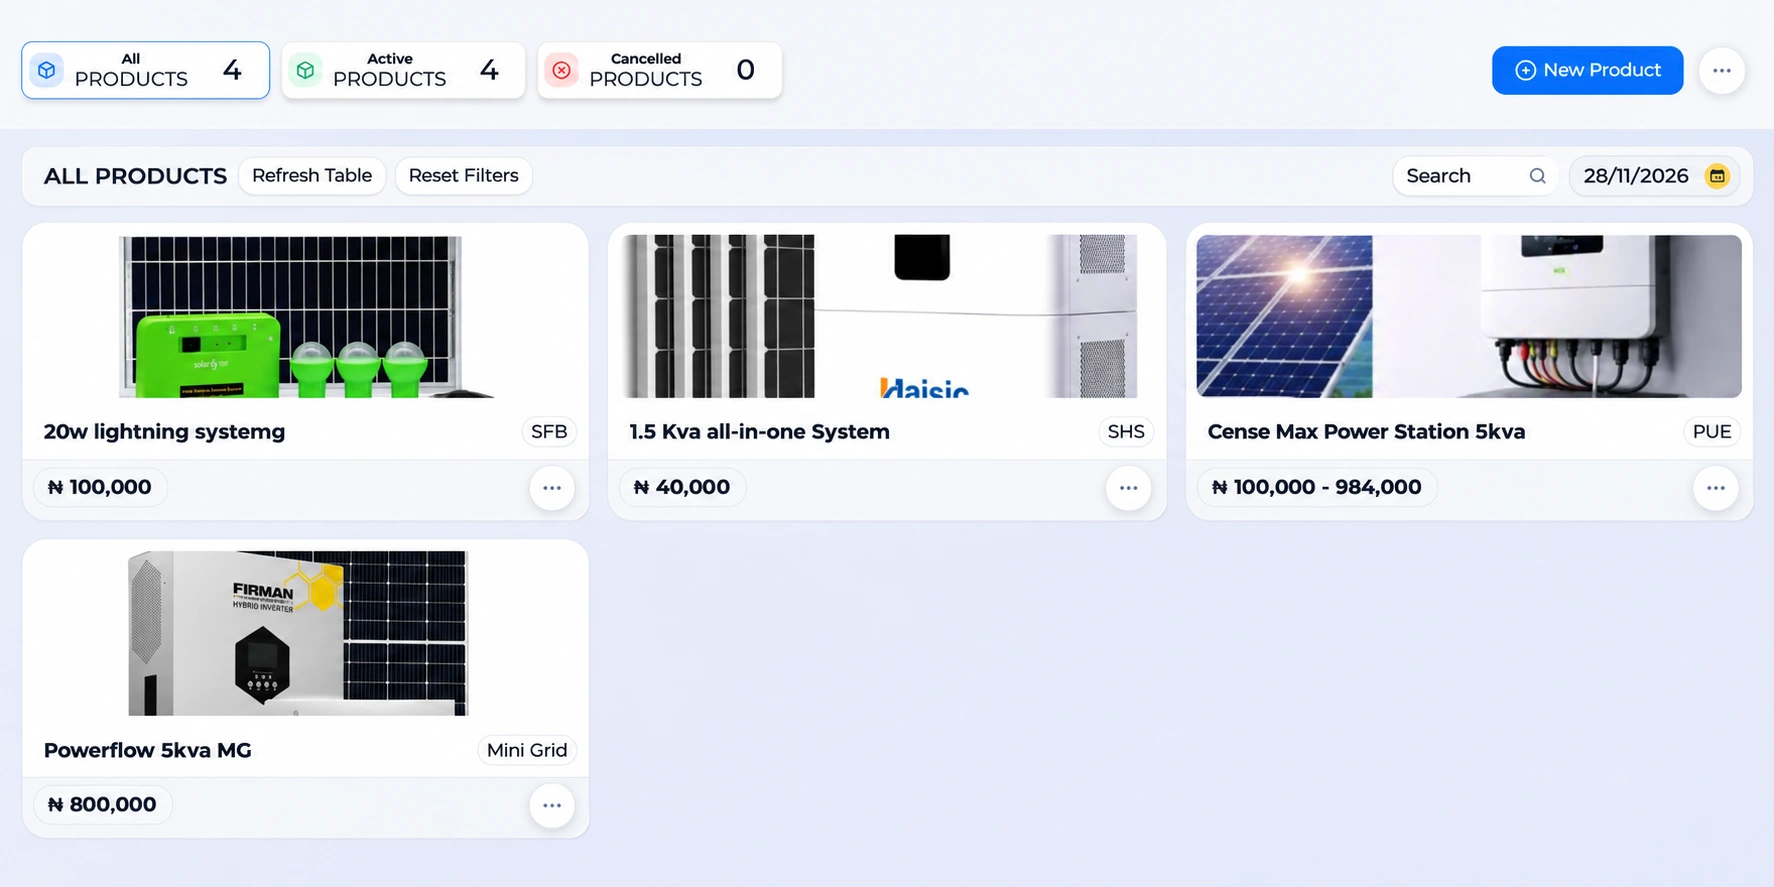 All
PRODUCTS
4
Active
PRODUCTS
4
Cancelled
PRODUCTS
0
New Product
ALL PRODUCTS
Refresh Table
Reset Filters
Search
28/11/2026
20w lightning systemg
SFB
₦ 100,000
Haisic
1.5 Kva all-in-one System
SHS
₦ 40,000
Cense Max Power Station 5kva
PUE
₦ 100,000 - 984,000
FIRMAN
HYBRID INVERTER
Powerflow 5kva MG
Mini Grid
₦ 800,000